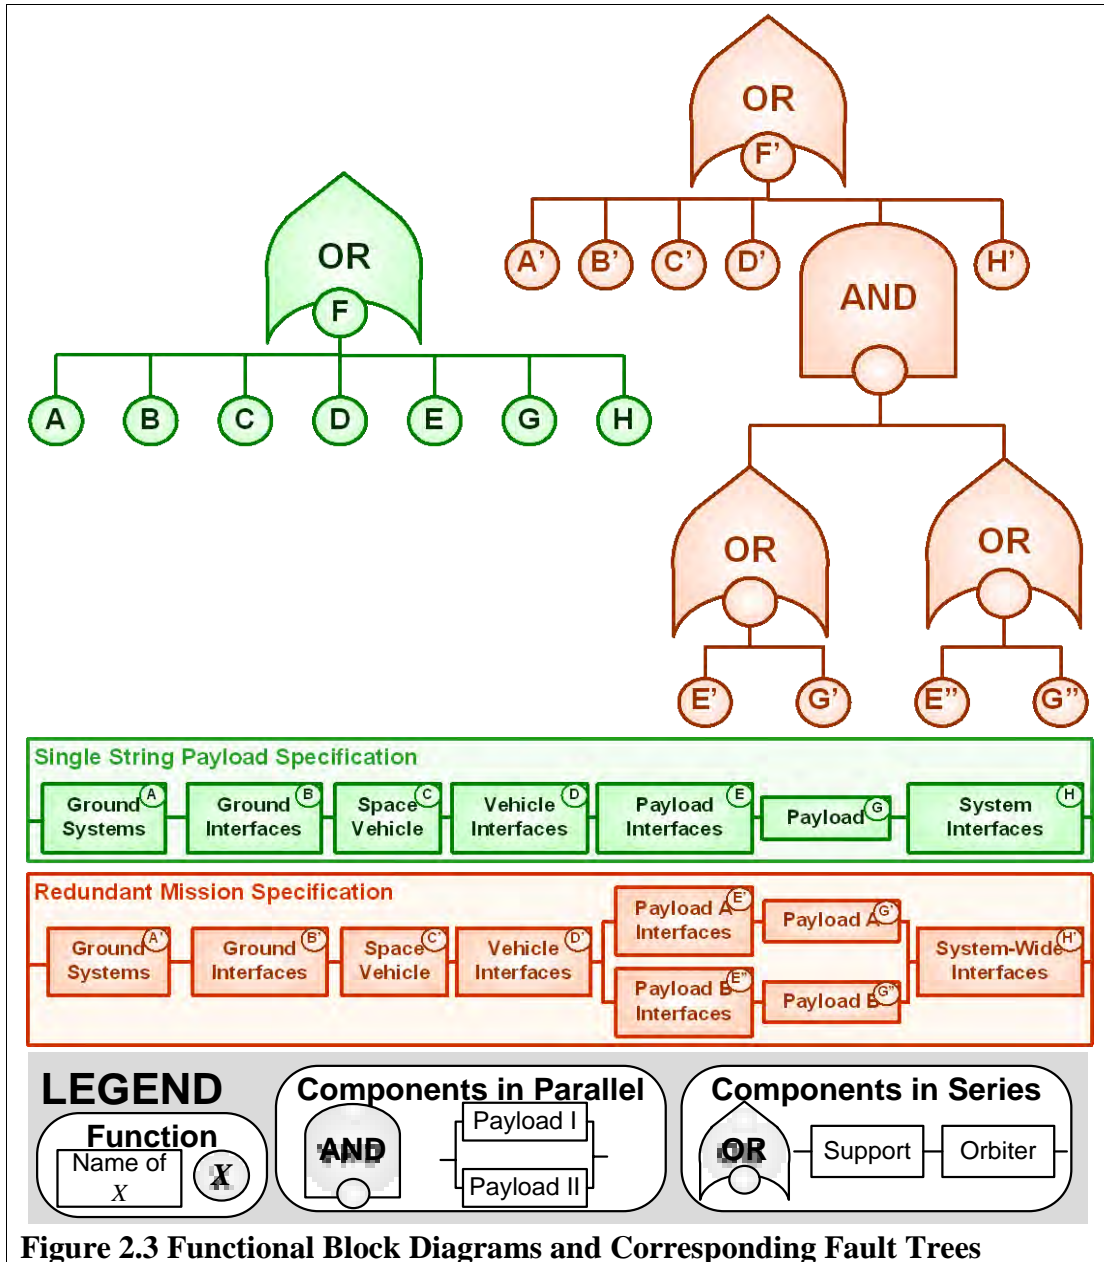 OR
F'
A' B' C' D' H'
AND
OR
F
A B C D E G H
OR OR
E' G' E" G"
Single String Payload Specification
A B C D E G H
Ground Ground Space Vehicle Payload Payload System
Systems Interfaces Vehicle Interfaces Interfaces Interfaces
Redundant Mission Specification
E'
Payload A
Interfaces
G'
Payload A
A'
Ground
Systems
B'
Ground
Interfaces
C'
Space
Vehicle
D'
Vehicle
Interfaces
H'
System-Wide
Interfaces
E"
Payload B
Interfaces
G"
Payload B
LEGEND
Function
Name of
X
X
Components in Parallel
AND
Payload I
Payload II
Components in Series
OR
Support
Orbiter
Figure 2.3 Functional Block Diagrams and Corresponding Fault Trees